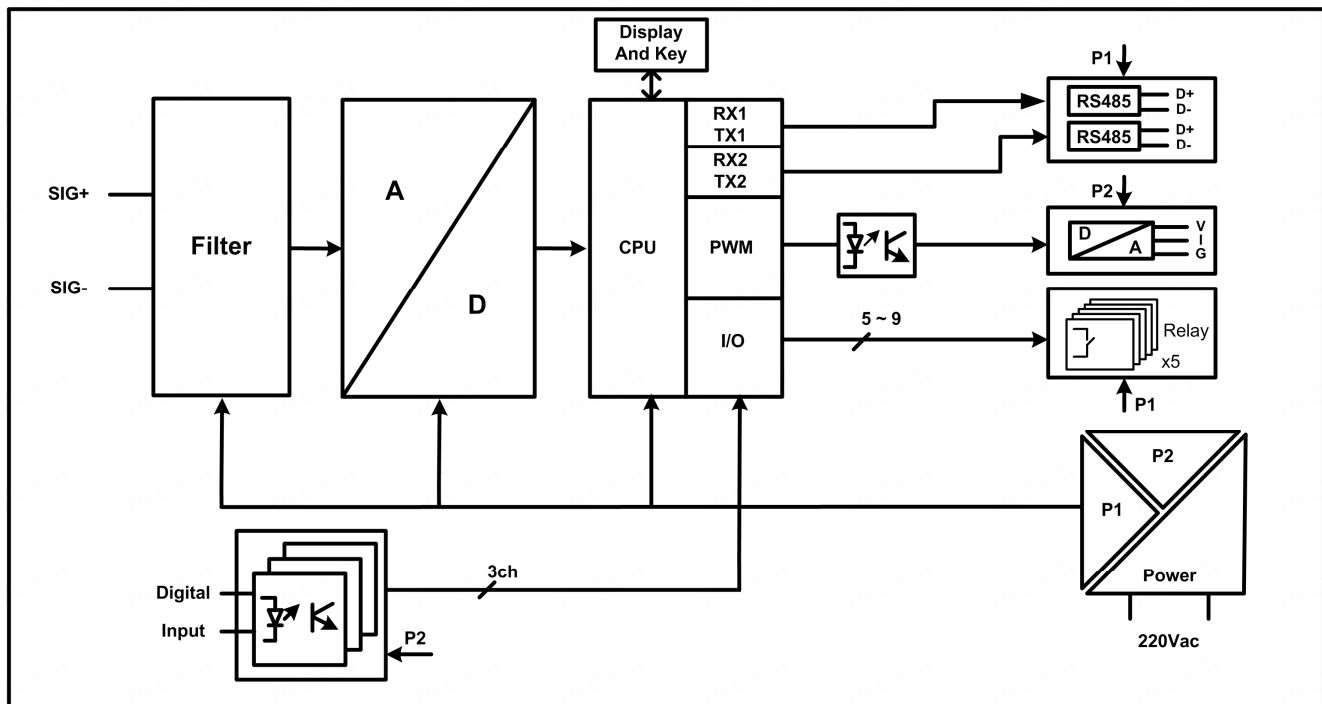 Display
And Key
P1
RX1
TX1
RX2
TX2
RS485
D+
D-
RS485
D+
D-
SIG+
SIG-
Filter
A
D
CPU
PWM
I/O
P2
D
A
V
I
G
5 ~ 9
Relay
x5
P1
P2
P1
Power
220Vac
Digital
Input
3ch
P2